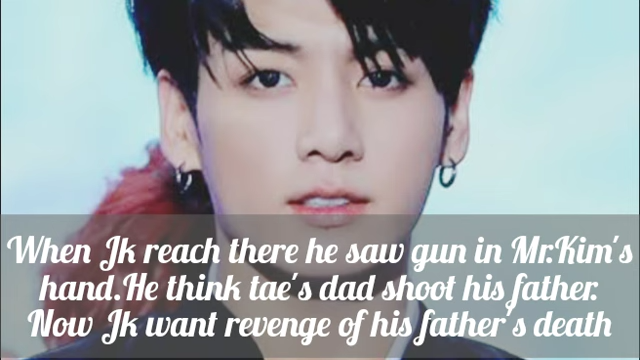 When Jk reach there he saw gun in Mr.Kim's
hand.He think tae's dad shoot his father.
Now Jk want revenge of his father's death